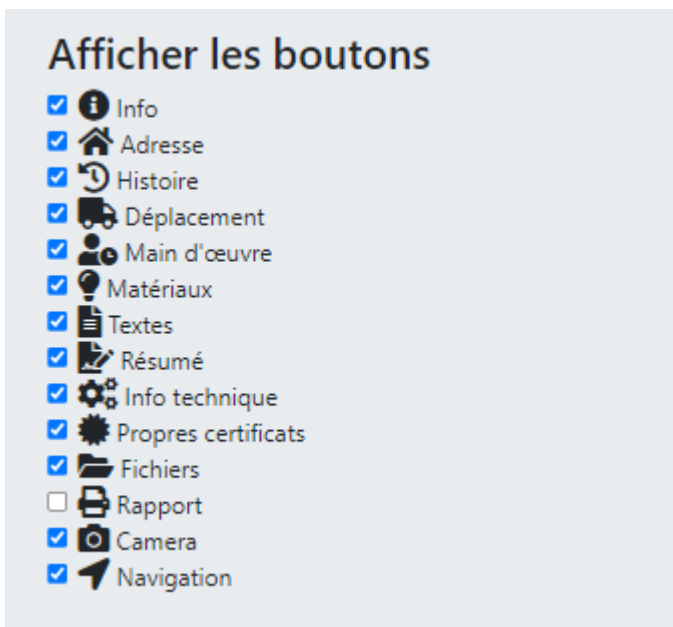 Afficher les boutons
Info
Adresse
Histoire
Déplacement
Main d'œuvre
Matériaux
Textes
Résumé
Info technique
Propres certificats
Fichiers
Rapport
Camera
Navigation